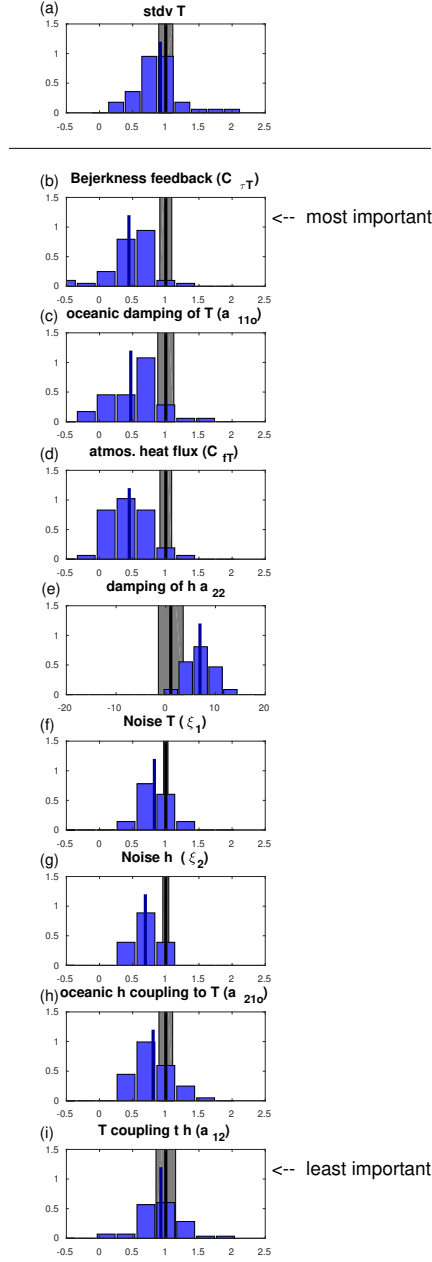 (a) stdv T
1.5
1
0.5
0
-0.5 0 0.5 1 1.5 2 2.5
(b) Bejerkness feedback (C τT)
1.5
<-- most important
1
0.5
0
-0.5 0 0.5 1 1.5 2 2.5
(c) oceanic damping of T (a 11o)
1.5
1
0.5
0
-0.5 0 0.5 1 1.5 2 2.5
(d) atmos. heat flux (C fT)
1.5
1
0.5
0
-0.5 0 0.5 1 1.5 2 2.5
(e) damping of h a 22
1.5
1
0.5
0
-20 -10 0 10 20
(f) Noise T ( ξ1)
1.5
1
0.5
0
-0.5 0 0.5 1 1.5 2 2.5
(g) Noise h ( ξ2)
1.5
1
0.5
0
-0.5 0 0.5 1 1.5 2 2.5
(h) oceanic h coupling to T (a 21o)
1.5
1
0.5
0
-0.5 0 0.5 1 1.5 2 2.5
(i) T coupling t h (a 12)
1.5
<-- least important
1
0.5
0
-0.5 0 0.5 1 1.5 2 2.5